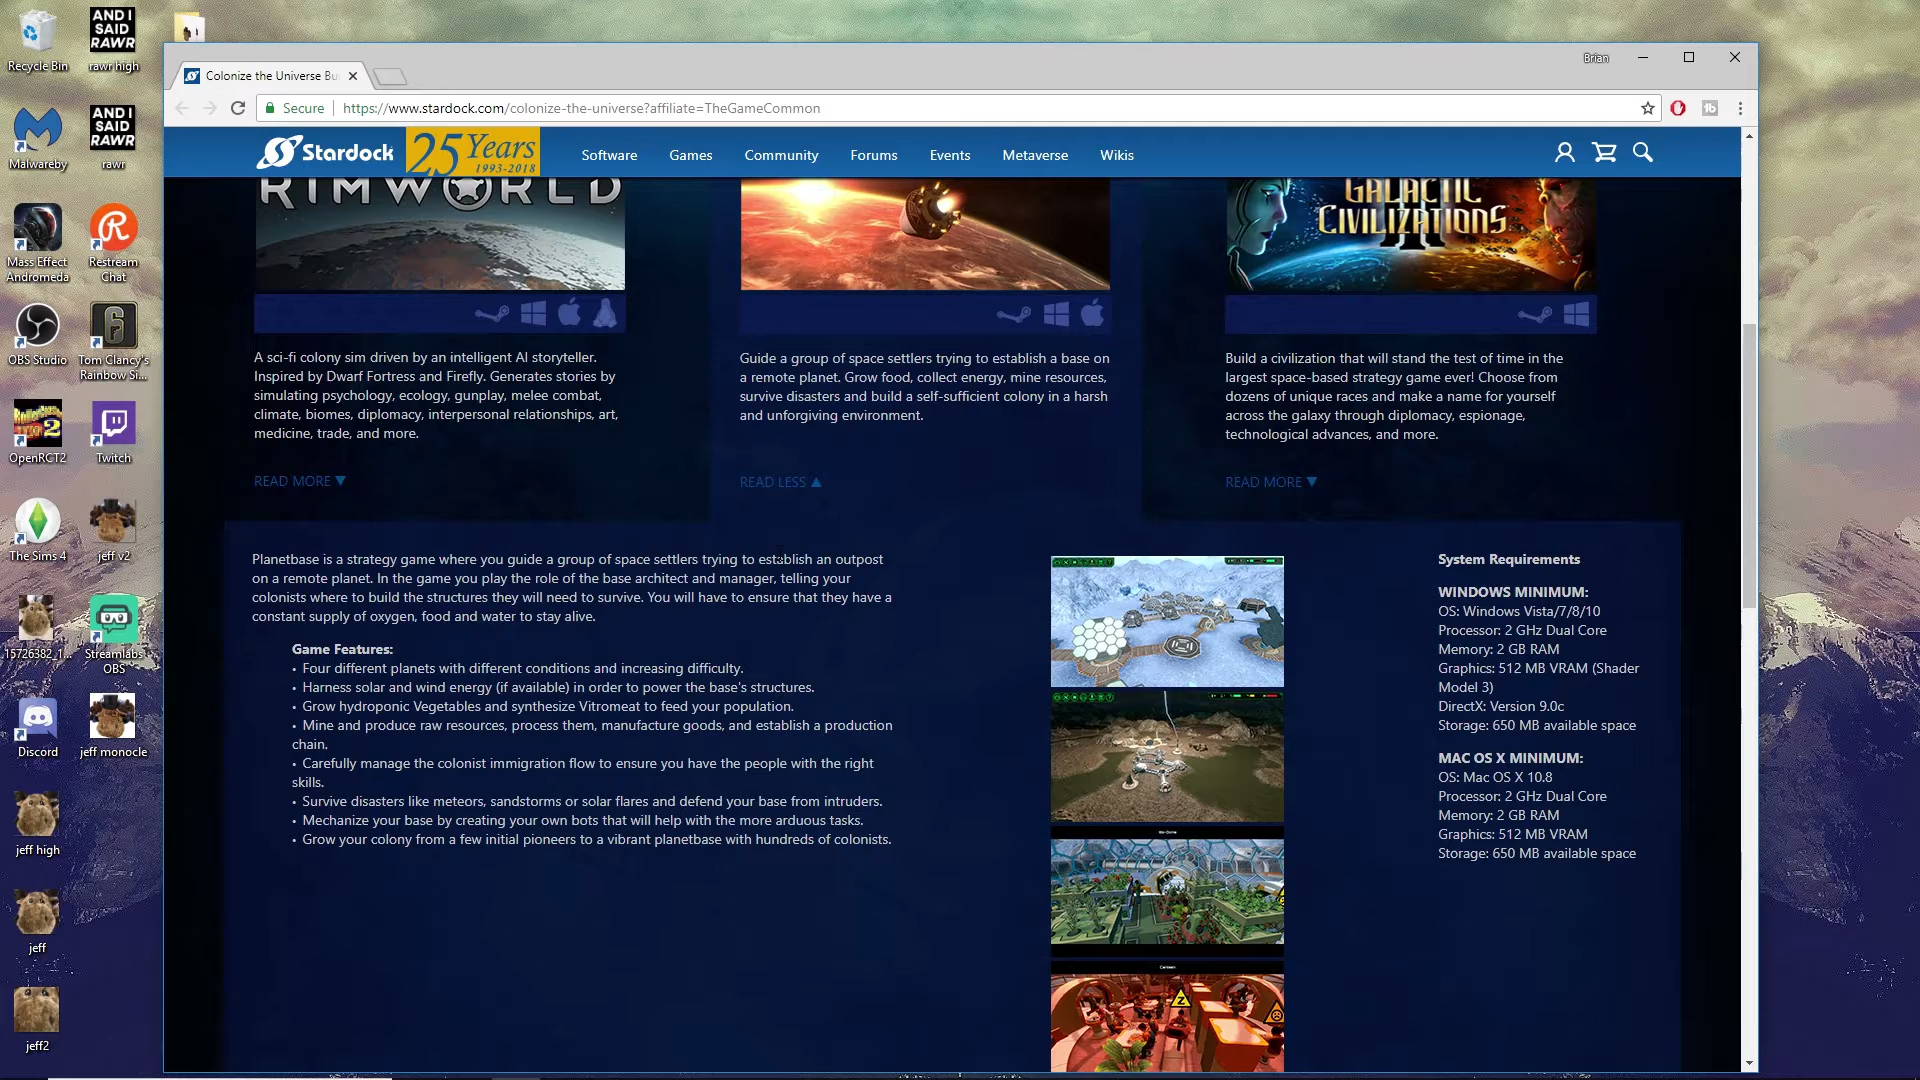 Recycle Bin
AND I
SAID
RAWR
rawr high
Malwareby
AND I
SAID
RAWR
rawr
Mass Effect
Andromeda
Restream
Chat
OBS Studio
Tom Clancy's
Rainbow Si...
OpenRCT2
Twitch
The Sims 4
jeff v2
15726382_1...
Streamlabs
OBS
Discord
jeff monocle
jeff high
jeff
jeff2
Colonize the Universe Bu
Brian
Secure
https://www.stardock.com/colonize-the-universe?affiliate=TheGameCommon
Stardock
25 Years
1993-2018
Software
Games
Community
Forums
Events
Metaverse
Wikis
RIMWORLD
A sci-fi colony sim driven by an intelligent AI storyteller.
Inspired by Dwarf Fortress and Firefly. Generates stories by
simulating psychology, ecology, gunplay, melee combat,
climate, biomes, diplomacy, interpersonal relationships, art,
medicine, trade, and more.
READ MORE ▼
Guide a group of space settlers trying to establish a base on
a remote planet. Grow food, collect energy, mine resources,
survive disasters and build a self-sufficient colony in a harsh
and unforgiving environment.
READ LESS ▲
GALACTIC
CIVILIZATIONS
III
Build a civilization that will stand the test of time in the
largest space-based strategy game ever! Choose from
dozens of unique races and make a name for yourself
across the galaxy through diplomacy, espionage,
technological advances, and more.
READ MORE ▼
Planetbase is a strategy game where you guide a group of space settlers trying to establish an outpost
on a remote planet. In the game you play the role of the base architect and manager, telling your
colonists where to build the structures they will need to survive. You will have to ensure that they have a
constant supply of oxygen, food and water to stay alive.
Game Features:
• Four different planets with different conditions and increasing difficulty.
• Harness solar and wind energy (if available) in order to power the base's structures.
• Grow hydroponic Vegetables and synthesize Vitromeat to feed your population.
• Mine and produce raw resources, process them, manufacture goods, and establish a production
chain.
• Carefully manage the colonist immigration flow to ensure you have the people with the right
skills.
• Survive disasters like meteors, sandstorms or solar flares and defend your base from intruders.
• Mechanize your base by creating your own bots that will help with the more arduous tasks.
• Grow your colony from a few initial pioneers to a vibrant planetbase with hundreds of colonists.
Bio-Dome
Canteen
System Requirements
WINDOWS MINIMUM:
OS: Windows Vista/7/8/10
Processor: 2 GHz Dual Core
Memory: 2 GB RAM
Graphics: 512 MB VRAM (Shader
Model 3)
DirectX: Version 9.0c
Storage: 650 MB available space
MAC OS X MINIMUM:
OS: Mac OS X 10.8
Processor: 2 GHz Dual Core
Memory: 2 GB RAM
Graphics: 512 MB VRAM
Storage: 650 MB available space